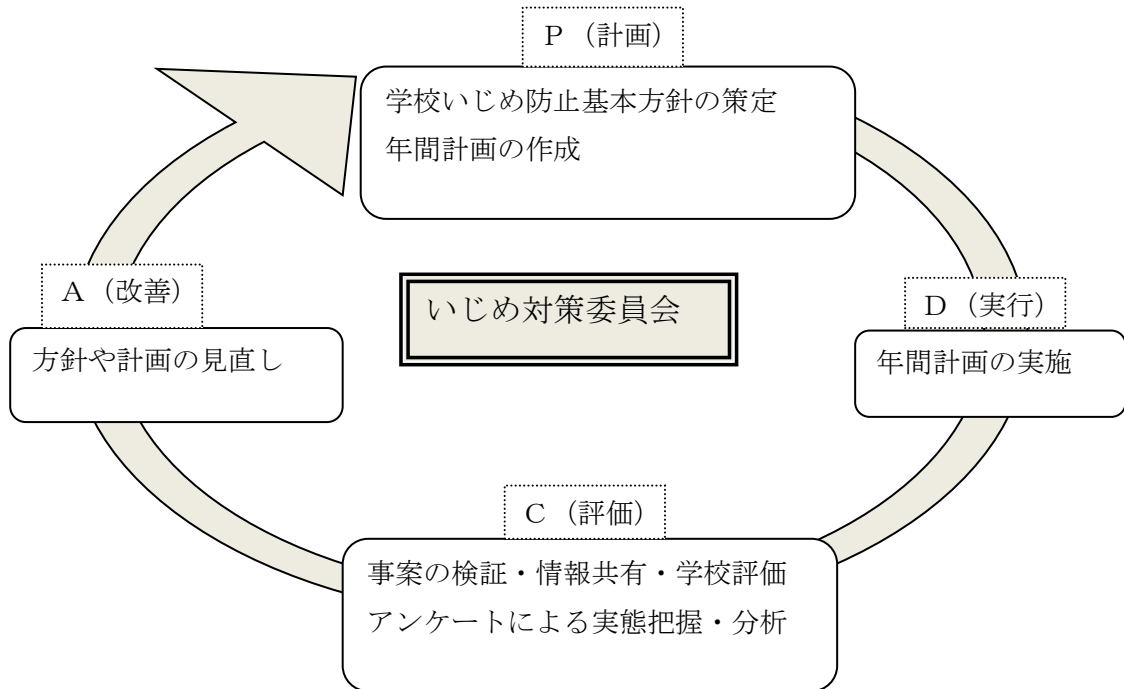 P（計画）
学校いじめ防止基本方針の策定
年間計画の作成
A（改善）
方針や計画の見直し
いじめ対策委員会
D（実行）
年間計画の実施
C（評価）
事案の検証・情報共有・学校評価
アンケートによる実態把握・分析